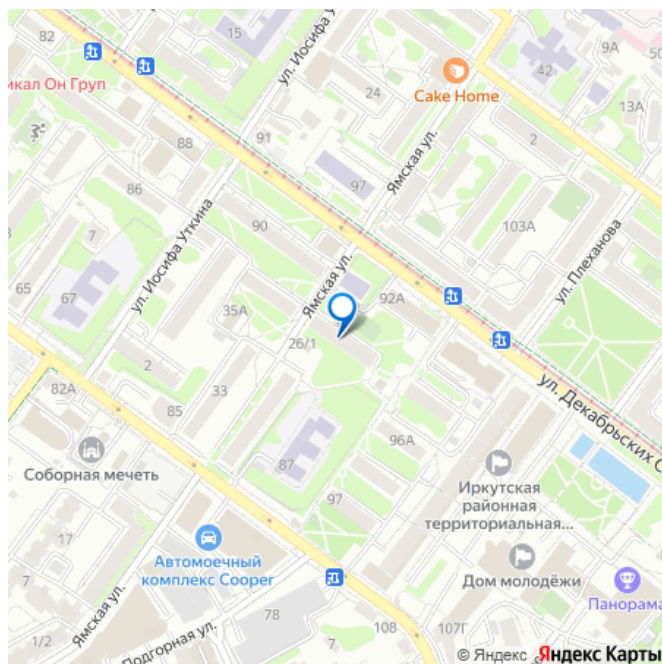 82
15
ул. Иосифа Уткина
9А
50
икал Он Груп
Cake Home
24
42
13А
91
88
97
Ямская ул.
2
86
90
103А
7
ул. Иосифа Уткина
Ямская ул.
ул. Плеханова
65
67
35А
92А
26/1
2
33
82А
85
ул. Декабрьских С
96А
Соборная мечеть
87
Иркутская
районная
территориальная...
97
17
Автомоечный
комплекс Cooper
Дом молодёжи
Панорама
Ямская ул.
78
1/2
Подгорная ул.
7
108
107Г
© Яндекс Яндекс Карты